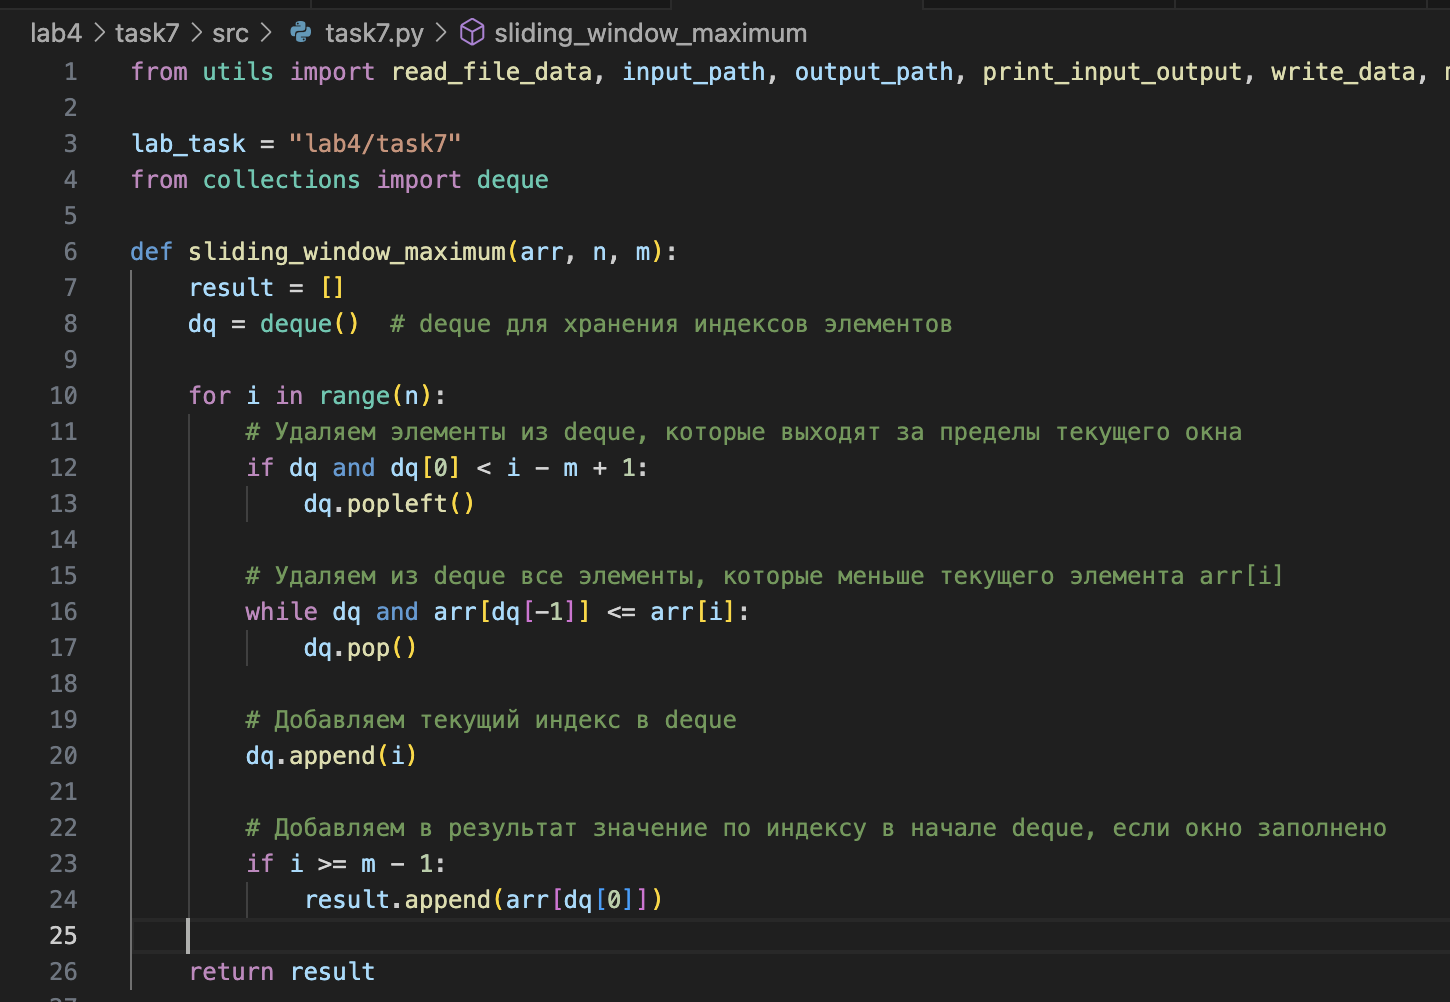 lab4 > task7 > src > task7.py > sliding_window_maximum
1 from utils import read_file_data, input_path, output_path, print_input_output, write_data,
2
3 lab_task = "lab4/task7"
4 from collections import deque
5
6 def sliding_window_maximum(arr, n, m):
7     result = []
8     dq = deque()  # deque для хранения индексов элементов
9
10     for i in range(n):
11         # Удаляем элементы из deque, которые выходят за пределы текущего окна
12         if dq and dq[0] < i - m + 1:
13             dq.popleft()
14
15         # Удаляем из deque все элементы, которые меньше текущего элемента arr[i]
16         while dq and arr[dq[-1]] <= arr[i]:
17             dq.pop()
18
19         # Добавляем текущий индекс в deque
20         dq.append(i)
21
22         # Добавляем в результат значение по индексу в начале deque, если окно заполнено
23         if i >= m - 1:
24             result.append(arr[dq[0]])
25
26     return result